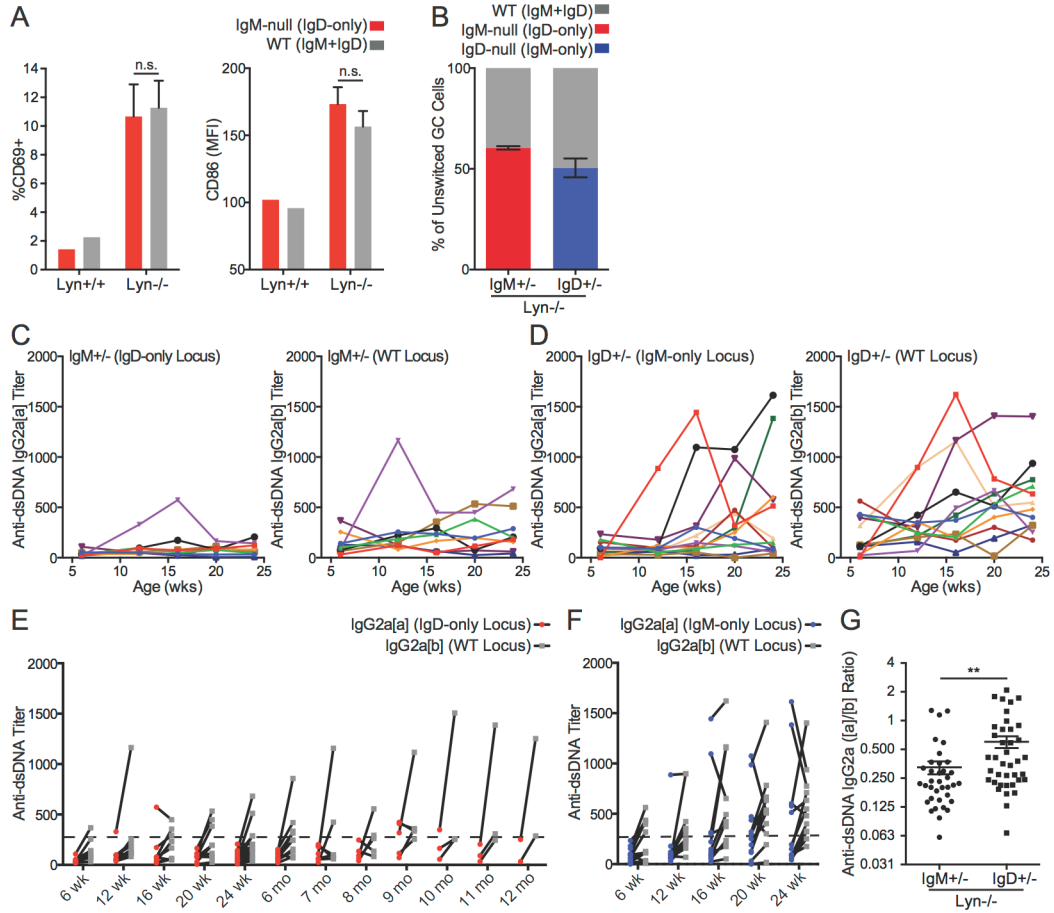 A
IgM-null (IgD-only)
WT (IgM+IgD)
%CD69+
14
12
10
8
6
4
2
0
n.s.
Lyn+/+
Lyn-/-
CD86 (MFI)
200
150
100
50
n.s.
Lyn+/+
Lyn-/-
B
WT (IgM+IgD)
IgM-null (IgD-only)
IgD-null (IgM-only)
% of Unswitced GC Cells
100
50
0
IgM+/-
IgD+/-
Lyn-/-
C
IgM+/- (IgD-only Locus)
Anti-dsDNA IgG2a[a] Titer
2000
1500
1000
500
0
5
10
15
20
25
Age (wks)
IgM+/- (WT Locus)
Anti-dsDNA IgG2a[b] Titer
2000
1500
1000
500
0
5
10
15
20
25
Age (wks)
D
IgD+/- (IgM-only Locus)
Anti-dsDNA IgG2a[a] Titer
2000
1500
1000
500
0
5
10
15
20
25
Age (wks)
IgD+/- (WT Locus)
Anti-dsDNA IgG2a[b] Titer
2000
1500
1000
500
0
5
10
15
20
25
Age (wks)
E
IgG2a[a] (IgD-only Locus)
IgG2a[b] (WT Locus)
Anti-dsDNA Titer
2000
1500
1000
500
0
6 wk
12 wk
16 wk
20 wk
24 wk
6 mo
7 mo
8 mo
9 mo
10 mo
11 mo
12 mo
F
IgG2a[a] (IgM-only Locus)
IgG2a[b] (WT Locus)
Anti-dsDNA Titer
2000
1500
1000
500
0
6 wk
12 wk
16 wk
20 wk
24 wk
G
Anti-dsDNA IgG2a ([a]/[b] Ratio)
4
2
1
0.500
0.250
0.125
0.063
0.031
**
IgM+/-
IgD+/-
Lyn-/-